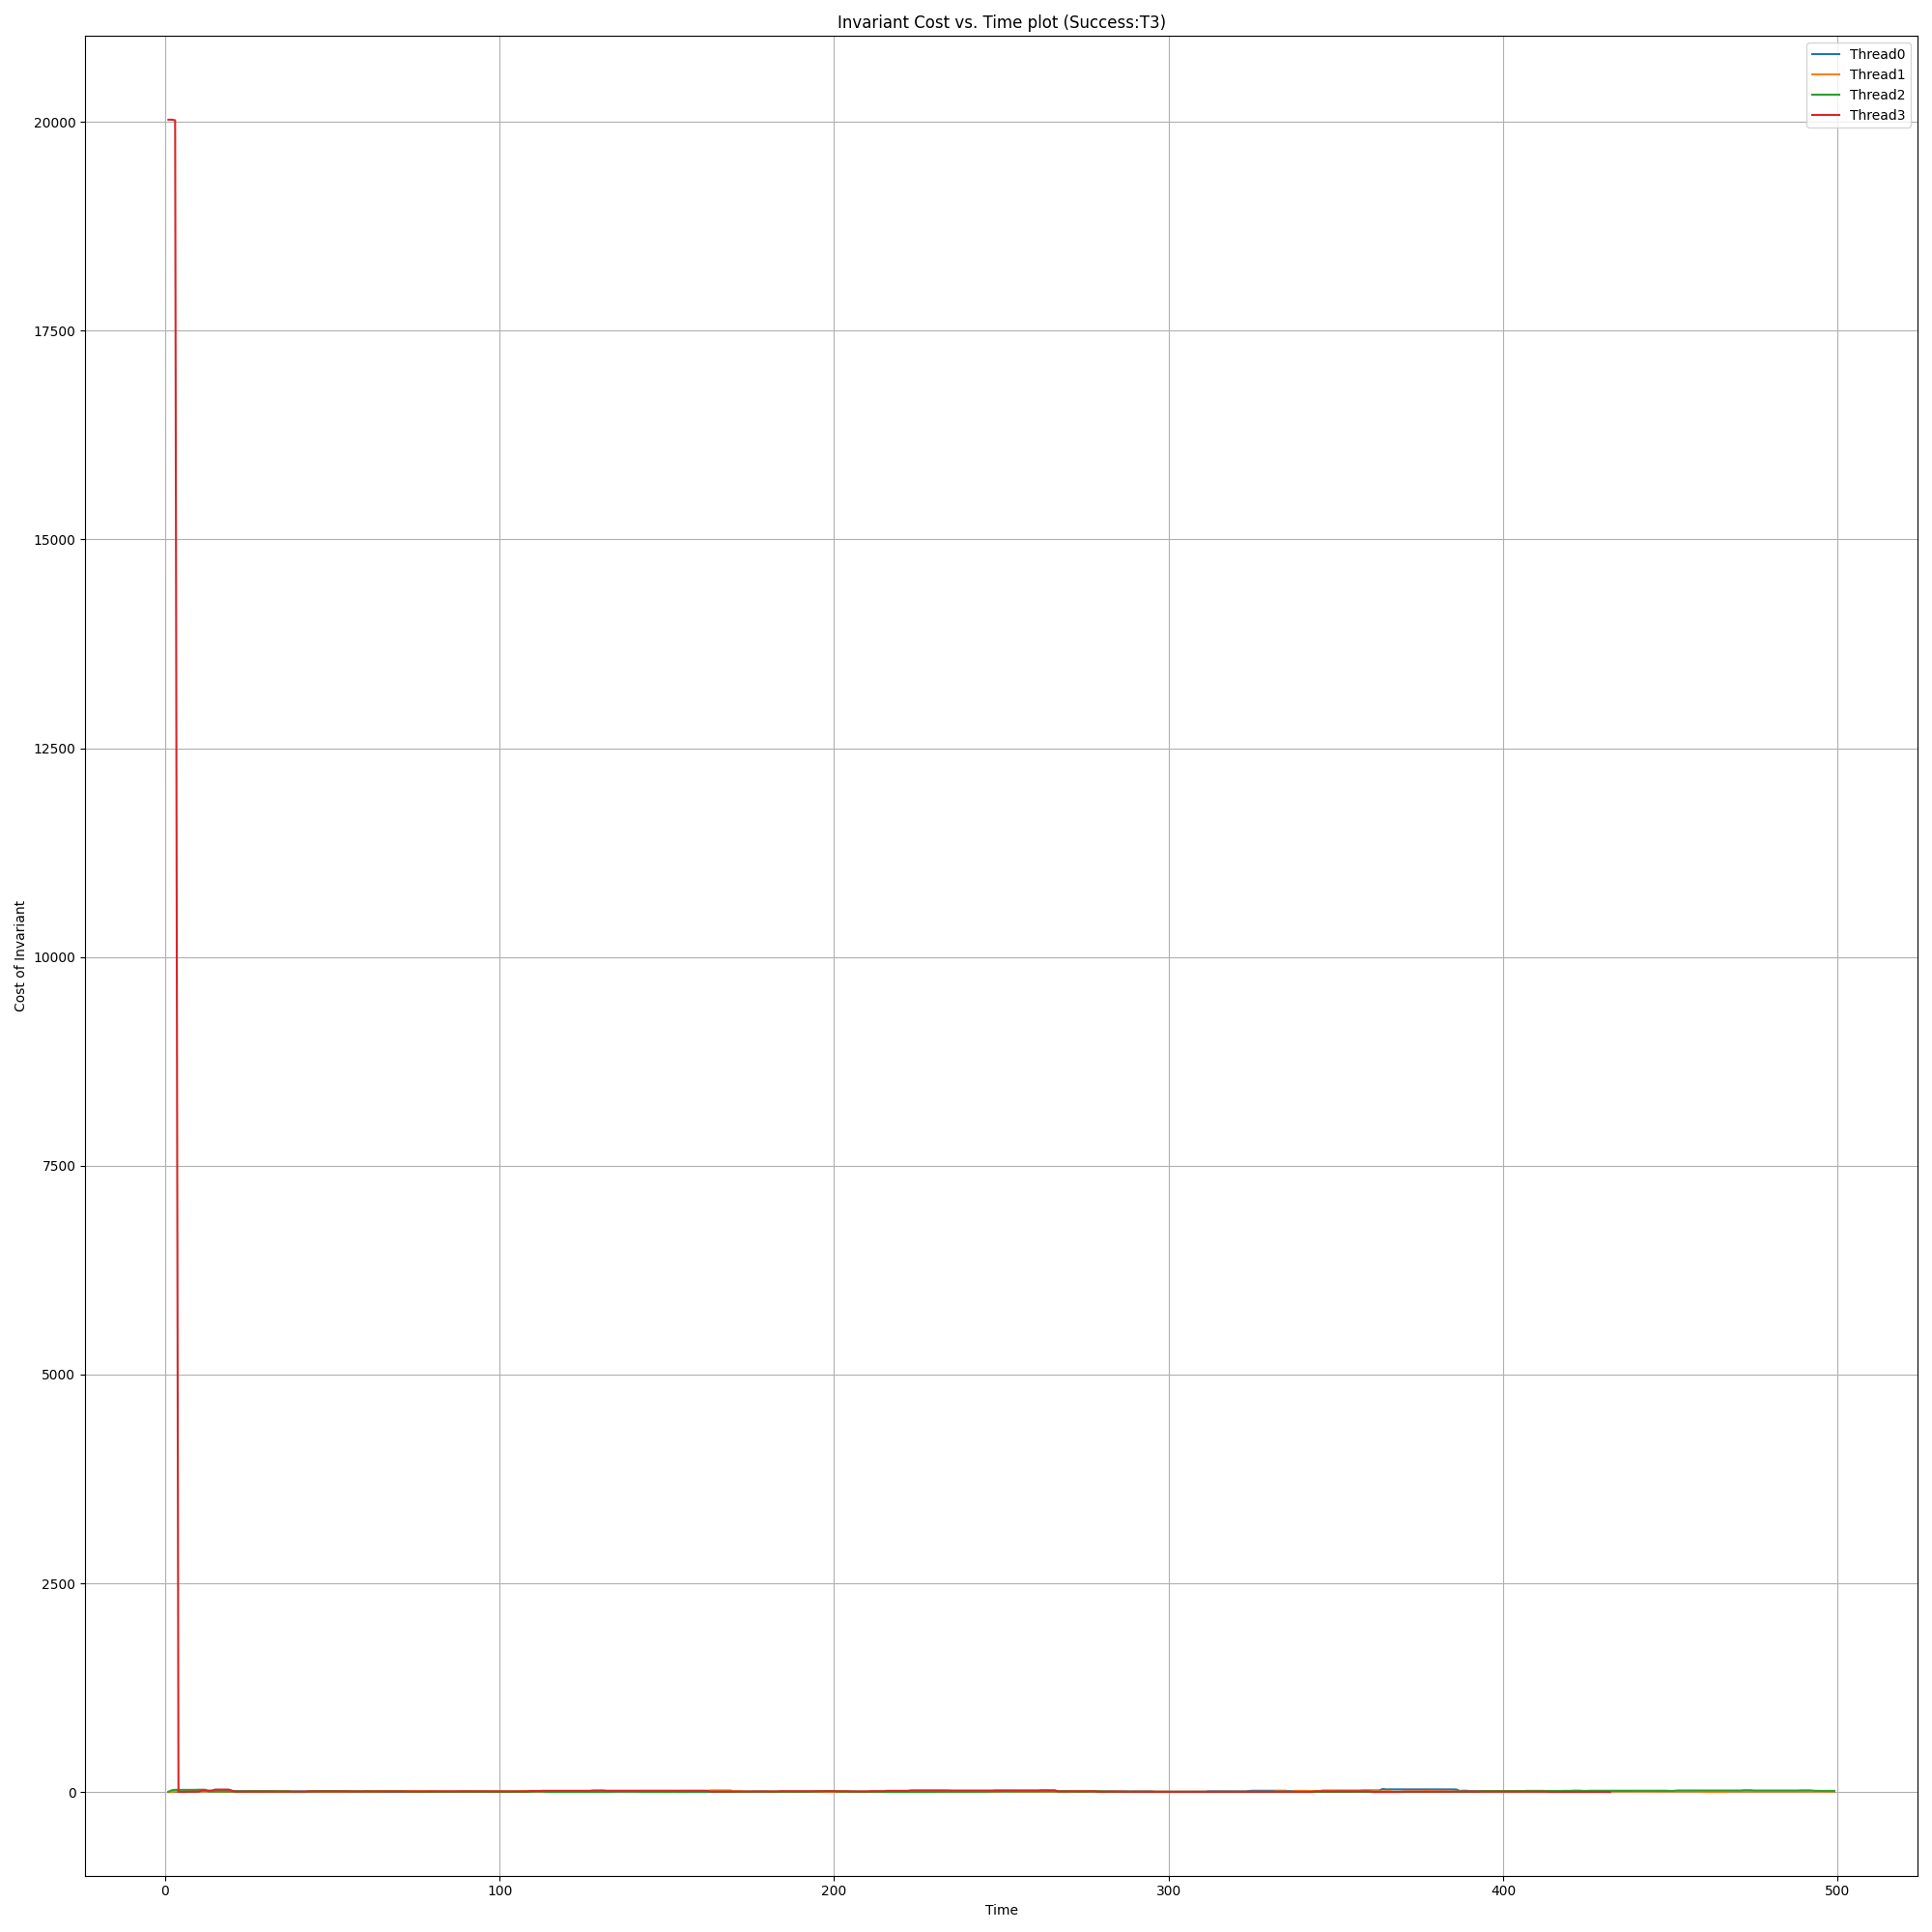 Invariant Cost vs. Time plot (Success:T3)
Thread0
Thread1
Thread2
Thread3
20000
17500
15000
12500
10000
7500
5000
2500
0
Cost of Invariant
0 100 200 300 400 500
Time